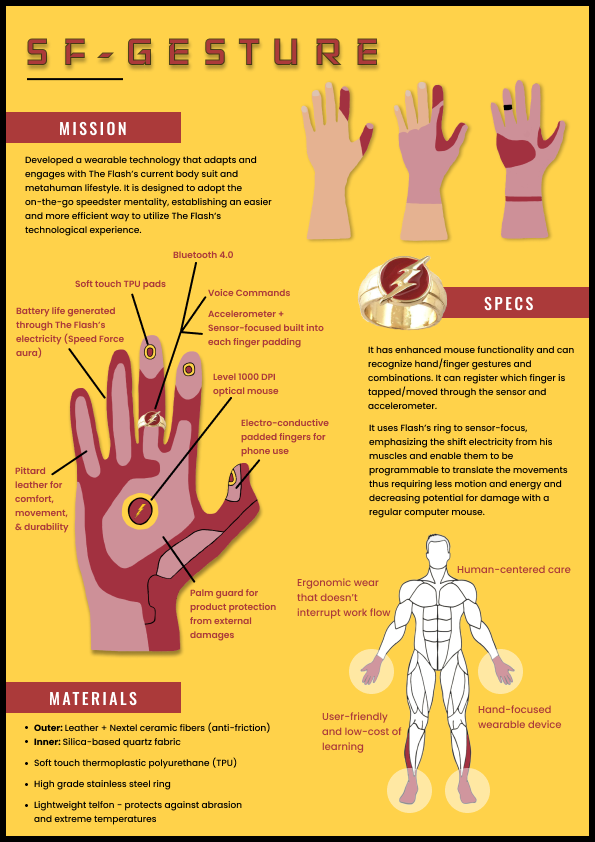 SF-GESTURE
MISSION
Developed a wearable technology that adapts and
engages with The Flash's current body suit and
metahuman lifestyle. It is designed to adopt the
on-the-go speedster mentality, establishing an easier
and more efficient way to utilize The Flash's
technological experience.
Bluetooth 4.0
Soft touch TPU pads
Voice Commands
Battery life generated
through The Flash's
electricity (Speed Force
aura)
Accelerometer +
Sensor-focused built into
each finger padding
Level 1000 DPI
optical mouse
Electro-conductive
padded fingers for
phone use
Pittard
leather for
comfort,
movement,
& durability
Palm guard for
product protection
from external
damages
MATERIALS
• Outer: Leather + Nextel ceramic fibers (anti-friction)
• Inner: Silica-based quartz fabric
• Soft touch thermoplastic polyurethane (TPU)
• High grade stainless steel ring
• Lightweight telfon - protects against abrasion
and extreme temperatures
SPECS
It has enhanced mouse functionality and can
recognize hand/finger gestures and
combinations. It can register which finger is
tapped/moved through the sensor and
accelerometer.
It uses Flash's ring to sensor-focus,
emphasizing the shift electricity from his
muscles and enable them to be
programmable to translate the movements
thus requiring less motion and energy and
decreasing potential for damage with a
regular computer mouse.
Human-centered care
Ergonomic wear
that doesn't
interrupt work flow
User-friendly
and low-cost of
learning
Hand-focused
wearable device